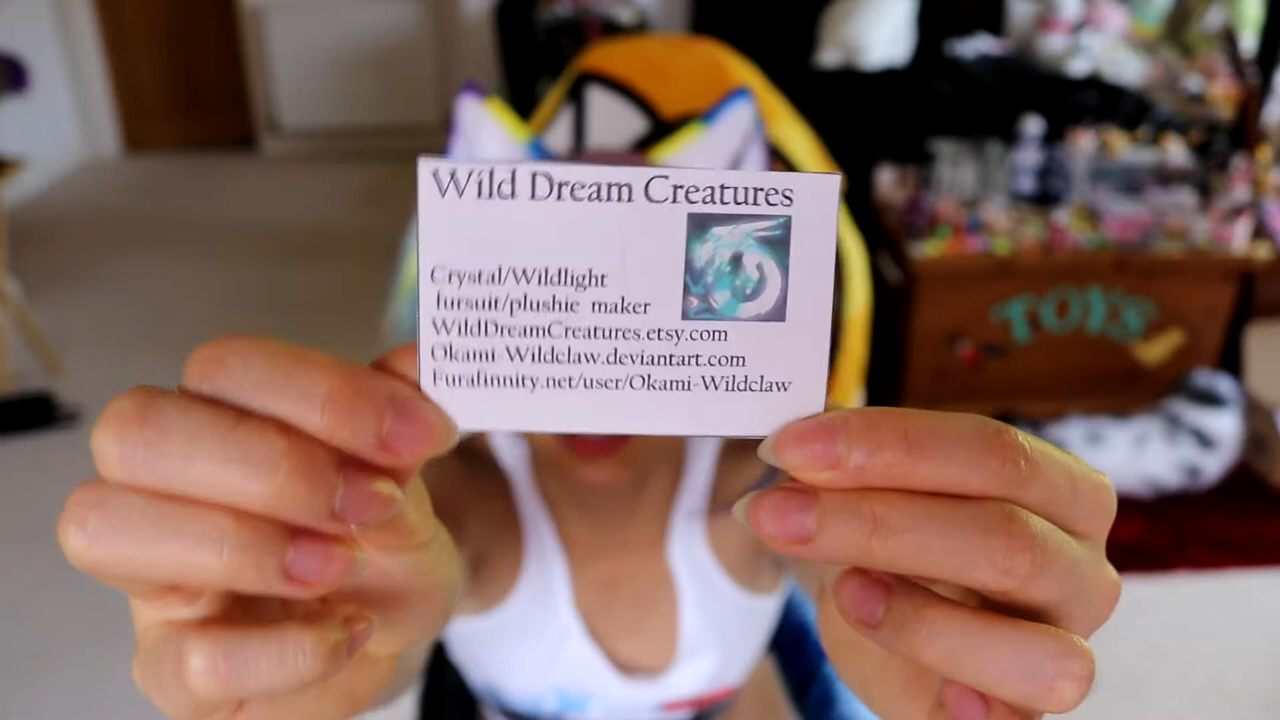 Wild Dream Creatures
Crystal/Wildlight
fursuit/plushie maker
WildDreamCreatures.etsy.com
Okami-Wildclaw.deviantart.com
Furafinnity.net/user/Okami-Wildclaw
TOYS